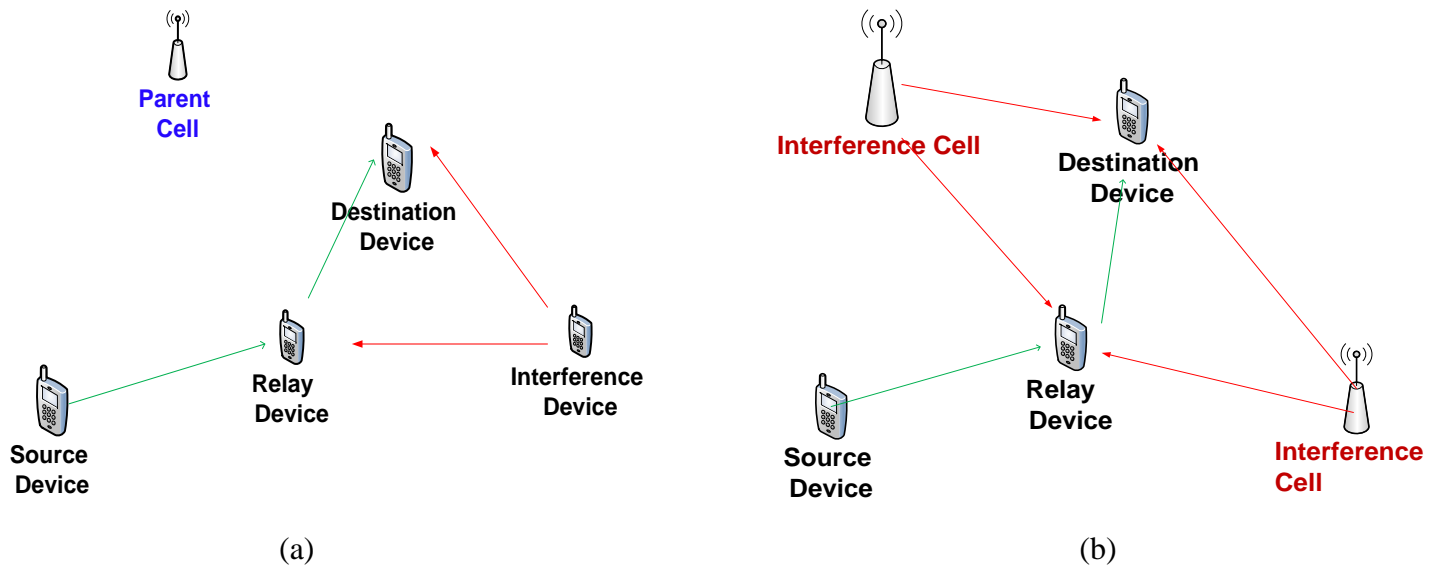 Parent
Cell
Destination
Device
Relay
Device
Interference
Device
Source
Device
(a)
Interference Cell
Destination
Device
Relay
Device
Source
Device
Interference
Cell
(b)